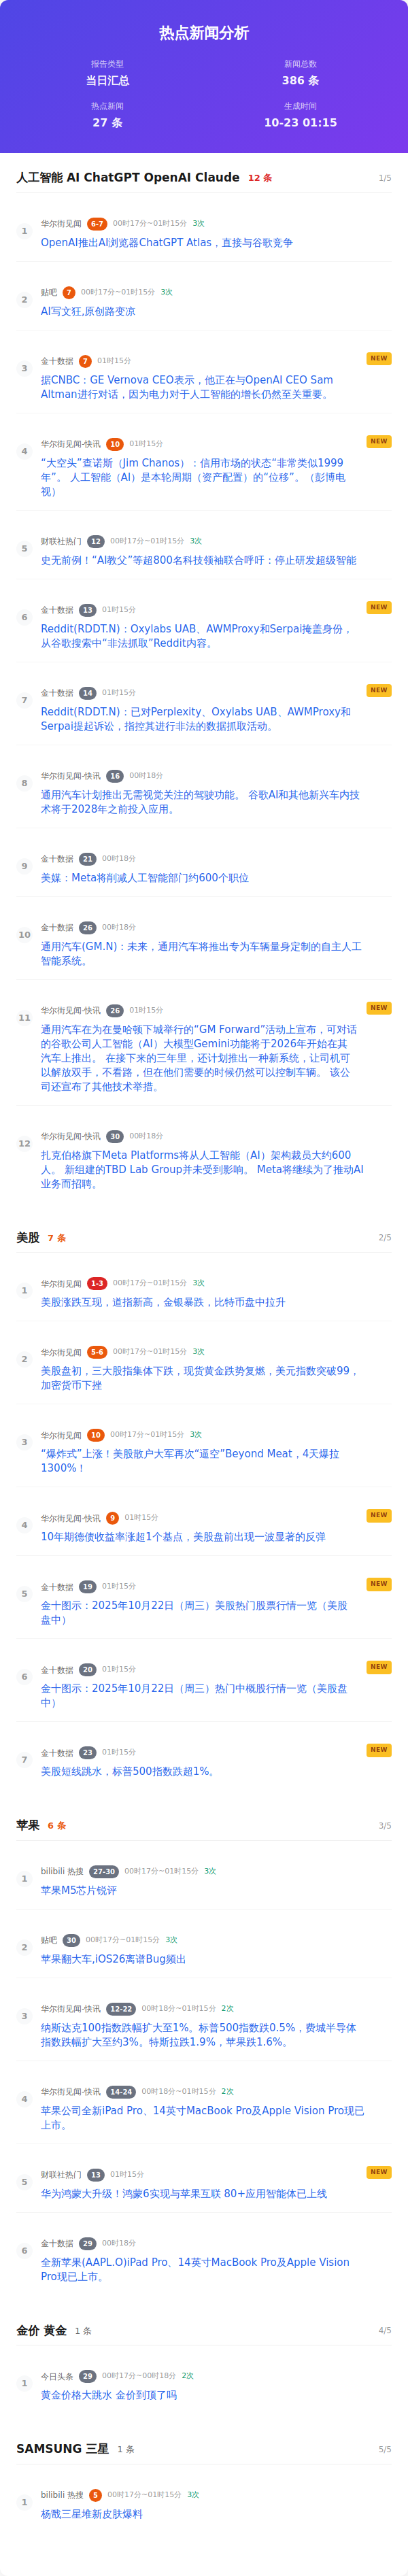 热点新闻分析
报告类型
当日汇总
新闻总数
386 条
热点新闻
27 条
生成时间
10-23 01:15
人工智能 AI ChatGPT OpenAI Claude 12 条 1/5
1
华尔街见闻 6-7 00时17分~01时15分 3次
OpenAI推出AI浏览器ChatGPT Atlas，直接与谷歌竞争
2
贴吧 7 00时17分~01时15分 3次
AI写文狂,原创路变凉
3
金十数据 7 01时15分 NEW
据CNBC：GE Vernova CEO表示，他正在与OpenAI CEO Sam
Altman进行对话，因为电力对于人工智能的增长仍然至关重要。
4
华尔街见闻-快讯 10 01时15分 NEW
“大空头”查诺斯（Jim Chanos）：信用市场的状态“非常类似1999
年”。 人工智能（AI）是本轮周期（资产配置）的“位移”。（彭博电
视）
5
财联社热门 12 00时17分~01时15分 3次
史无前例！“AI教父”等超800名科技领袖联合呼吁：停止研发超级智能
6
金十数据 13 01时15分 NEW
Reddit(RDDT.N)：Oxylabs UAB、AWMProxy和Serpai掩盖身份，
从谷歌搜索中“非法抓取”Reddit内容。
7
金十数据 14 01时15分 NEW
Reddit(RDDT.N)：已对Perplexity、Oxylabs UAB、AWMProxy和
Serpai提起诉讼，指控其进行非法的数据抓取活动。
8
华尔街见闻-快讯 16 00时18分
通用汽车计划推出无需视觉关注的驾驶功能。 谷歌AI和其他新兴车内技
术将于2028年之前投入应用。
9
金十数据 21 00时18分
美媒：Meta将削减人工智能部门约600个职位
10
金十数据 26 00时18分
通用汽车(GM.N)：未来，通用汽车将推出专为车辆量身定制的自主人工
智能系统。
11
华尔街见闻-快讯 26 01时15分 NEW
通用汽车在为在曼哈顿下城举行的“GM Forward”活动上宣布，可对话
的谷歌公司人工智能（AI）大模型Gemini功能将于2026年开始在其
汽车上推出。 在接下来的三年里，还计划推出一种新系统，让司机可
以解放双手，不看路，但在他们需要的时候仍然可以控制车辆。 该公
司还宣布了其他技术举措。
12
华尔街见闻-快讯 30 00时18分
扎克伯格旗下Meta Platforms将从人工智能（AI）架构裁员大约600
人。 新组建的TBD Lab Group并未受到影响。 Meta将继续为了推动AI
业务而招聘。
美股 7 条 2/5
1
华尔街见闻 1-3 00时17分~01时15分 3次
美股涨跌互现，道指新高，金银暴跌，比特币盘中拉升
2
华尔街见闻 5-6 00时17分~01时15分 3次
美股盘初，三大股指集体下跌，现货黄金跌势复燃，美元指数突破99，
加密货币下挫
3
华尔街见闻 10 00时17分~01时15分 3次
“爆炸式”上涨！美股散户大军再次“逼空”Beyond Meat，4天爆拉
1300%！
4
华尔街见闻-快讯 9 01时15分 NEW
10年期德债收益率涨超1个基点，美股盘前出现一波显著的反弹
5
金十数据 19 01时15分 NEW
金十图示：2025年10月22日（周三）美股热门股票行情一览（美股
盘中）
6
金十数据 20 01时15分 NEW
金十图示：2025年10月22日（周三）热门中概股行情一览（美股盘
中）
7
金十数据 23 01时15分 NEW
美股短线跳水，标普500指数跌超1%。
苹果 6 条 3/5
1
bilibili 热搜 27-30 00时17分~01时15分 3次
苹果M5芯片锐评
2
贴吧 30 00时17分~01时15分 3次
苹果翻大车,iOS26离谱Bug频出
3
华尔街见闻-快讯 12-22 00时18分~01时15分 2次
纳斯达克100指数跌幅扩大至1%。标普500指数跌0.5%，费城半导体
指数跌幅扩大至约3%。特斯拉跌1.9%，苹果跌1.6%。
4
华尔街见闻-快讯 14-24 00时18分~01时15分 2次
苹果公司全新iPad Pro、14英寸MacBook Pro及Apple Vision Pro现已
上市。
5
财联社热门 13 01时15分 NEW
华为鸿蒙大升级！鸿蒙6实现与苹果互联 80+应用智能体已上线
6
金十数据 29 00时18分
全新苹果(AAPL.O)iPad Pro、14英寸MacBook Pro及Apple Vision
Pro现已上市。
金价 黄金 1 条 4/5
1
今日头条 29 00时17分~00时18分 2次
黄金价格大跳水 金价到顶了吗
SAMSUNG 三星 1 条 5/5
1
bilibili 热搜 5 00时17分~01时15分 3次
杨戬三星堆新皮肤爆料